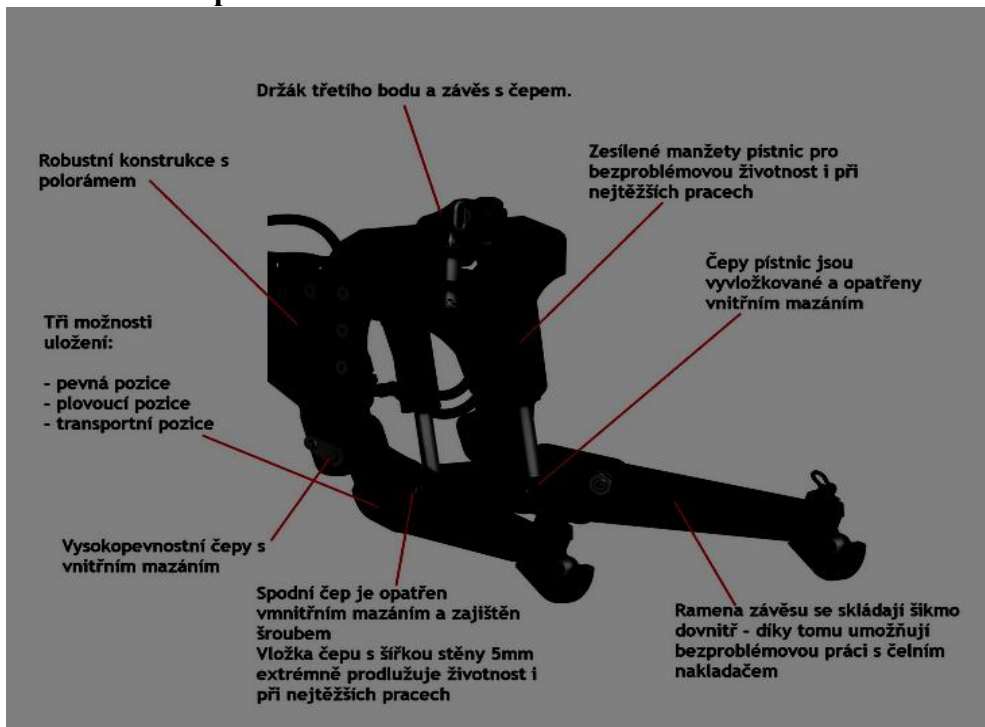 Držák třetího bodu a závěs s čepem.
Robustní konstrukce s
polorámem
Zesílené manžety pístnic pro
bezproblémovou životnost i při
nejtěžších pracech
Čepy pístnic jsou
vyvložkované a opatřeny
vnitřním mazáním
Tři možnosti
uložení:
- pevná pozice
- plovoucí pozice
- transportní pozice
Vysokopevnostní čepy s
vnitřním mazáním
Spodní čep je opatřen
vmnitřním mazáním a zajištěn
šroubem
Vložka čepu s šířkou stěny 5mm
extrémně prodlužuje životnost i
při nejtěžších pracech
Ramena závěsu se skládají šikmo
dovnitř - díky tomu umožňují
bezproblémovou práci s čelním
nakladačem